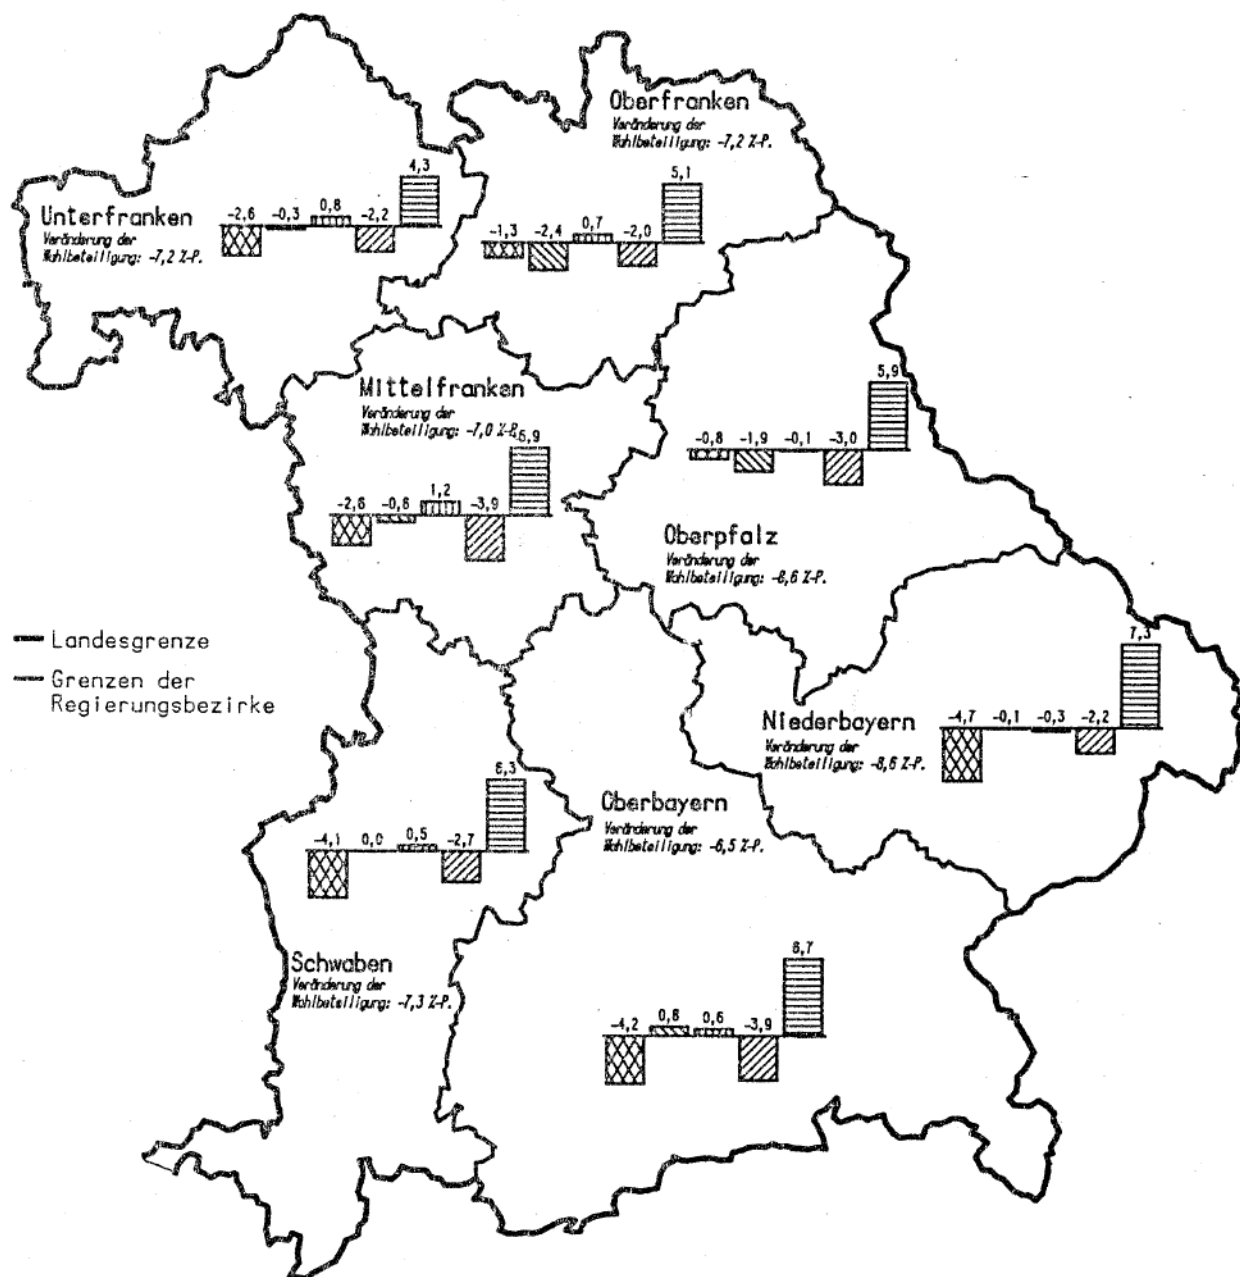 Oberfranken
Veränderung der
Wahlbeteiligung: -7,2 %-P.
5,1
-1,3 -2,4 0,7 -2,0
4,3
Unterfranken
Veränderung der
Wahlbeteiligung: -7,2 %-P.
-2,6 -0,3 0,8 -2,2
Mittelfranken
Veränderung der
Wahlbeteiligung: -7,0 %-P.
5,9
-2,6 -0,6 1,2 -3,9
5,9
-0,8 -1,9 -0,1 -3,0
Oberpfalz
Veränderung der
Wahlbeteiligung: -8,6 %-P.
Landesgrenze
Grenzen der
Regierungsbezirke
7,3
Niederbayern
Veränderung der
Wahlbeteiligung: -8,6 %-P.
-4,7 -0,1 -0,3 -2,2
6,3
-4,1 0,0 0,5 -2,7
Oberbayern
Veränderung der
Wahlbeteiligung: -6,5 %-P.
Schwaben
Veränderung der
Wahlbeteiligung: -7,3 %-P.
6,7
-4,2 0,8 0,6 -3,9